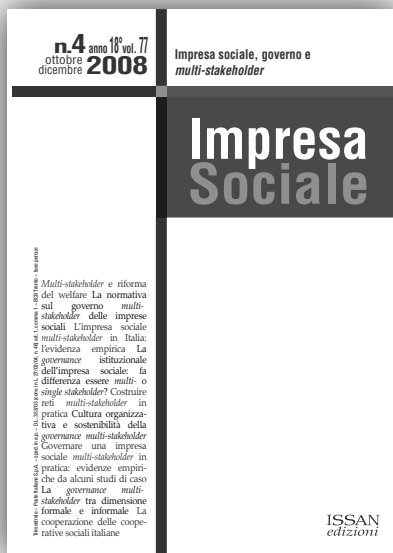 n.4 anno 18° vol. 77
ottobre
dicembre 2008
Impresa sociale, governo e
multi-stakeholder
Impresa
Sociale
Multi-stakeholder e riforma
del welfare La normativa
sul governo multi-
stakeholder delle imprese
sociali L'impresa sociale
multi-stakeholder in Italia:
l'evidenza empirica La
governance istituzionale
dell'impresa sociale: fa
differenza essere multi- o
single stakeholder? Costruire
reti multi-stakeholder in
pratica Cultura organizza-
tiva e sostenibilità della
governance multi-stakeholder
Governare una impresa
sociale multi-stakeholder in
pratica: evidenze empiri-
che da alcuni studi di caso
La governance multi-
stakeholder tra dimensione
formale e informale La
cooperazione delle coope-
rative sociali italiane
ISSAN
edizioni